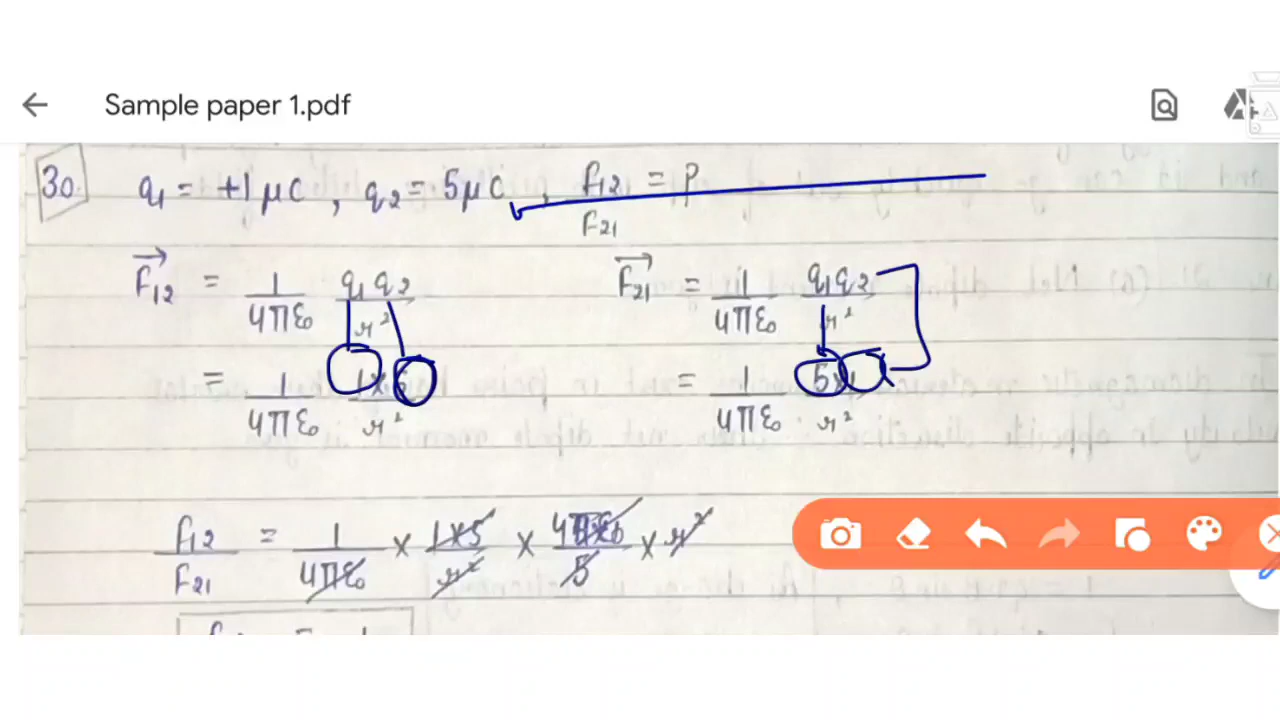 Sample paper 1.pdf
30. q₁ = +1 μC, q₂ = 5μC, F₁₂/F₂₁ = ?
F⃗₁₂ = 1/4πε₀ q₁q₂/r² F⃗₂₁ = 1/4πε₀ q₁q₂/r²
= 1/4πε₀ 1×5/r² = 1/4πε₀ 5×1/r²
F₁₂/F₂₁ = 1/4πε₀ × 1×5/r² × 4πε₀/5 × r²